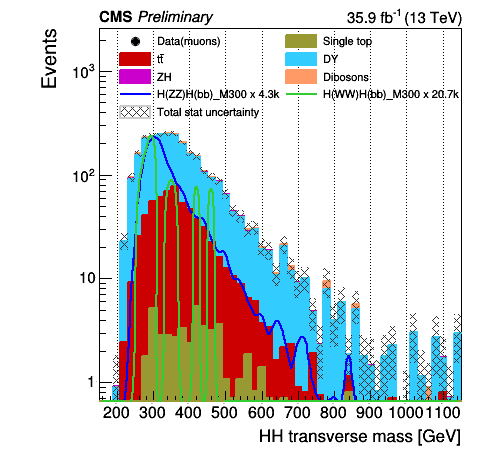 CMS Preliminary 35.9 fb⁻¹ (13 TeV)
Events
Data(muons) Single top
tt̄ DY
ZH Dibosons
H(ZZ)H(bb)_M300 x 4.3k H(WW)H(bb)_M300 x 20.7k
Total stat uncertainty
10³
10²
10
1
200 300 400 500 600 700 800 900 1000 1100
HH transverse mass [GeV]